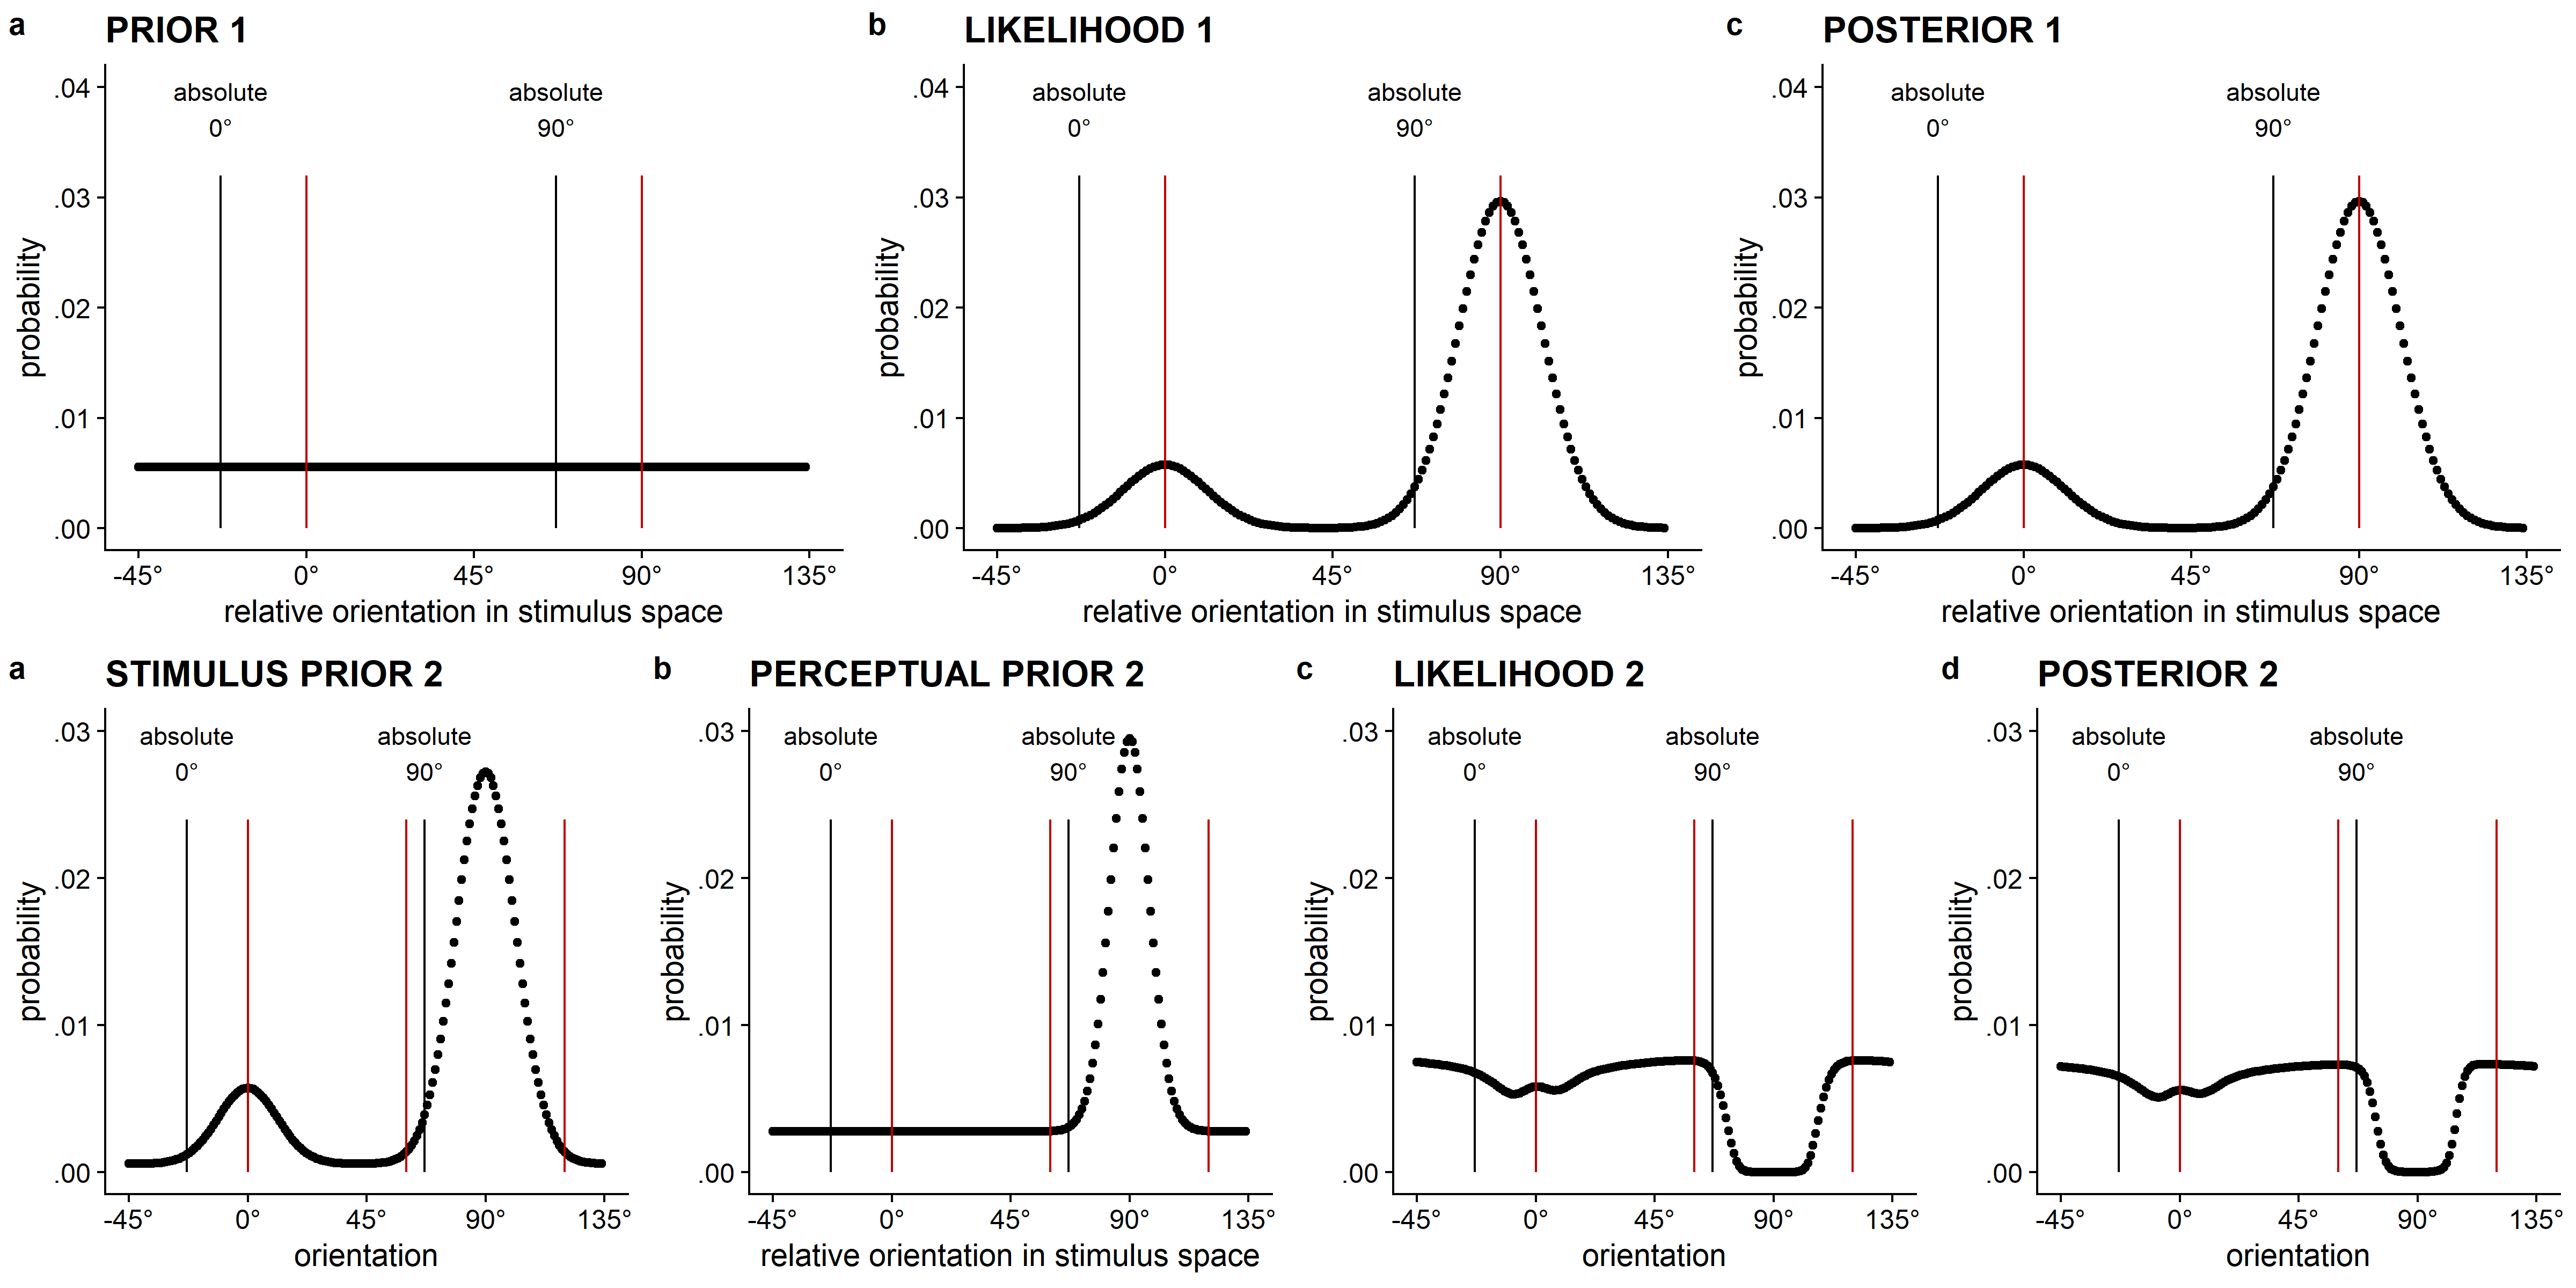 a PRIOR 1
.04
.03
.02
.01
.00
probability
absolute
0°
absolute
90°
-45° 0° 45° 90° 135°
relative orientation in stimulus space
b LIKELIHOOD 1
.04
.03
.02
.01
.00
probability
absolute
0°
absolute
90°
-45° 0° 45° 90° 135°
relative orientation in stimulus space
c POSTERIOR 1
.04
.03
.02
.01
.00
probability
absolute
0°
absolute
90°
-45° 0° 45° 90° 135°
relative orientation in stimulus space
a STIMULUS PRIOR 2
.03
.02
.01
.00
probability
absolute
0°
absolute
90°
-45° 0° 45° 90° 135°
orientation
b PERCEPTUAL PRIOR 2
.03
.02
.01
.00
probability
absolute
0°
absolute
90°
-45° 0° 45° 90° 135°
relative orientation in stimulus space
c LIKELIHOOD 2
.03
.02
.01
.00
probability
absolute
0°
absolute
90°
-45° 0° 45° 90° 135°
orientation
d POSTERIOR 2
.03
.02
.01
.00
probability
absolute
0°
absolute
90°
-45° 0° 45° 90° 135°
orientation